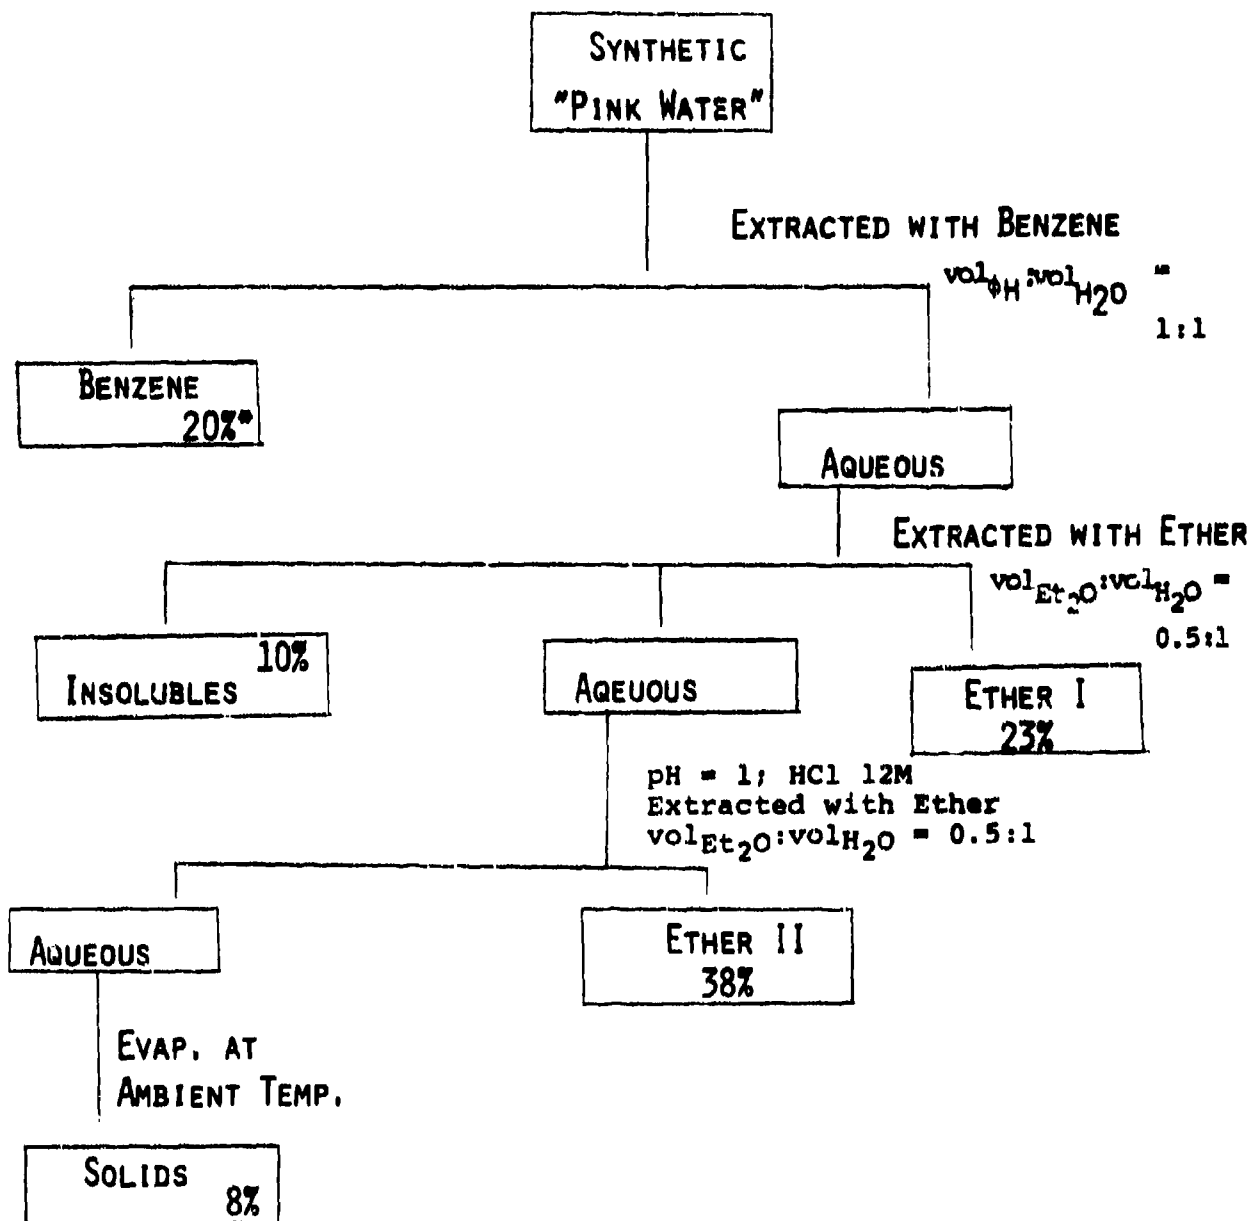 SYNTHETIC
"PINK WATER"
EXTRACTED WITH BENZENE
volφH:volH2O =
1:1
BENZENE
20%*
AQUEOUS
EXTRACTED WITH ETHER
volEt2O:volH2O =
0.5:1
10%
INSOLUBLES
AQEUOUS
ETHER I
23%
pH = 1; HCl 12M
Extracted with Ether
volEt2O:volH2O = 0.5:1
AQUEOUS
ETHER II
38%
EVAP. AT
AMBIENT TEMP.
SOLIDS
8%